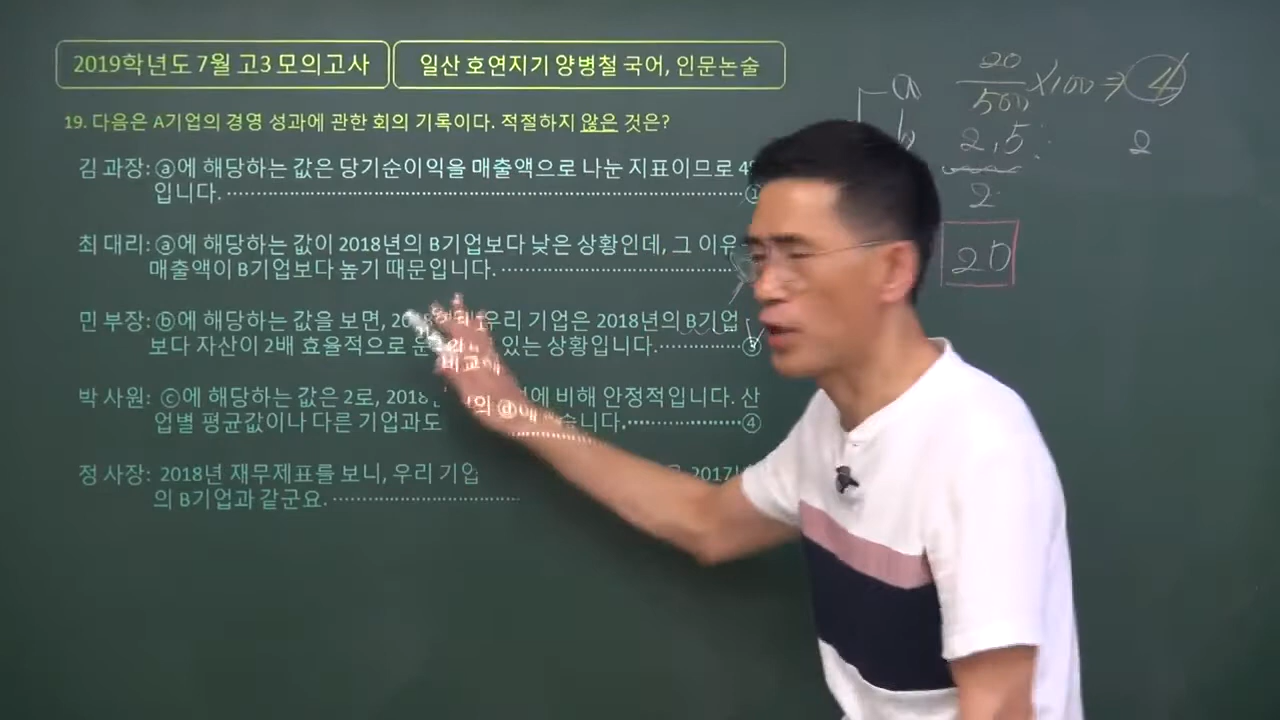 2019학년도 7월 고3 모의고사
일산 호연지기 양병철 국어, 인문논술
19. 다음은 A기업의 경영 성과에 관한 회의 기록이다. 적절하지 않은 것은?
김 과장: ⓐ에 해당하는 값은 당기순이익을 매출액으로 나눈 지표이므로 4
입니다. ①
최 대리: ⓐ에 해당하는 값이 2018년의 B기업보다 낮은 상황인데, 그 이유
매출액이 B기업보다 높기 때문입니다.
민 부장: ⓑ에 해당하는 값을 보면, 우리 기업은 2018년의 B기업
보다 자산이 2배 효율적으로 있는 상황입니다. ③
박 사원: ⓒ에 해당하는 값은 2로, 2018 비해 안정적입니다. 산
업별 평균값이나 다른 기업과도 비교해 ④
정 사장: 2018년 재무제표를 보니, 우리 기업 ⓓ 2017
의 B기업과 같군요.
a 20/500 × 100 ⇒ 4
b 2.5 2
2
20